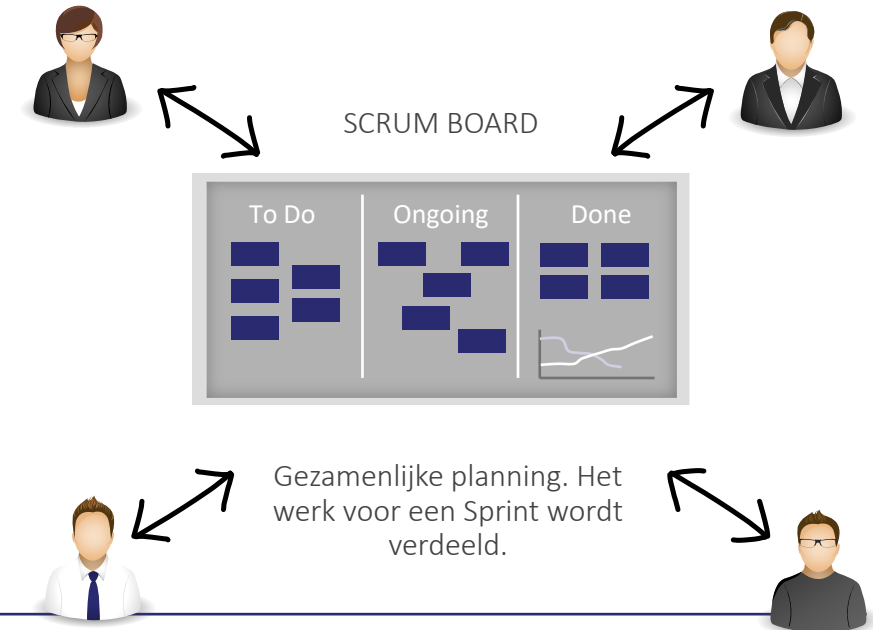 SCRUM BOARD
To Do
Ongoing
Done
Gezamenlijke planning. Het
werk voor een Sprint wordt
verdeeld.